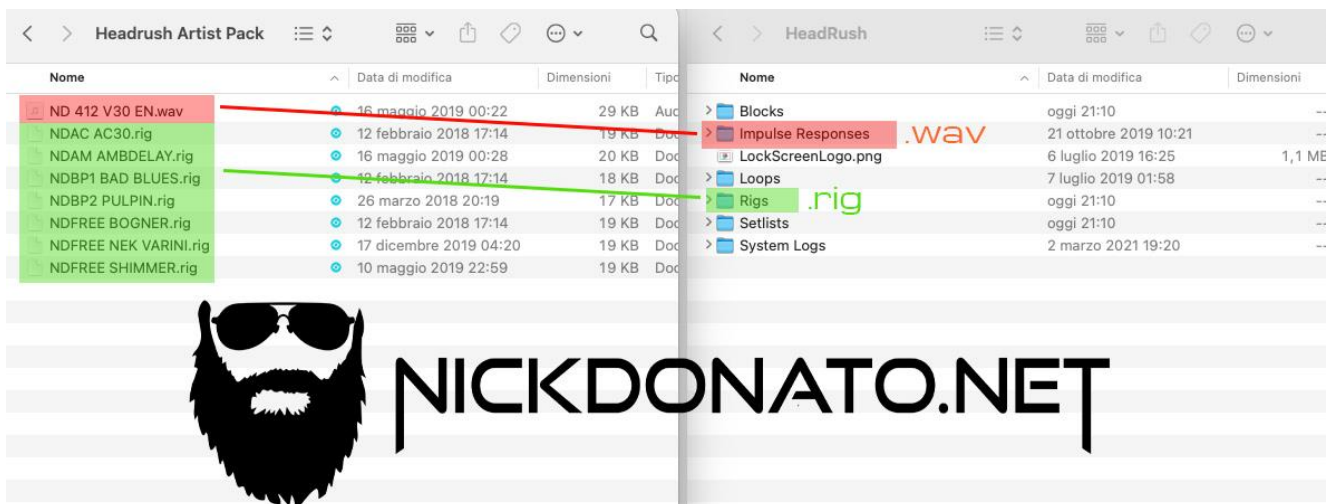 Headrush Artist Pack
Nome Data di modifica Dimensioni
ND 412 V30 EN.wav 16 maggio 2019 00:22 29 KB
NDAC AC30.rig 12 febbraio 2018 17:14 19 KB
NDAM AMBDELAY.rig 16 maggio 2019 00:28 20 KB
NDBP1 BAD BLUES.rig 12 febbraio 2018 17:14 18 KB
NDBP2 PULPIN.rig 26 marzo 2018 20:19 17 KB
NDFREE BOGNER.rig 12 febbraio 2018 17:14 19 KB
NDFREE NEK VARINI.rig 17 dicembre 2019 04:20 19 KB
NDFREE SHIMMER.rig 10 maggio 2019 22:59 19 KB
HeadRush
Nome Data di modifica Dimensioni
Blocks oggi 21:10 --
Impulse Responses 21 ottobre 2019 10:21 --
.wav
LockScreenLogo.png 6 luglio 2019 16:25 1,1 MB
Loops 7 luglio 2019 01:58 --
Rigs oggi 21:10 --
.rig
Setlists oggi 21:10 --
System Logs 2 marzo 2021 19:20 --
NICKDONATO.NET